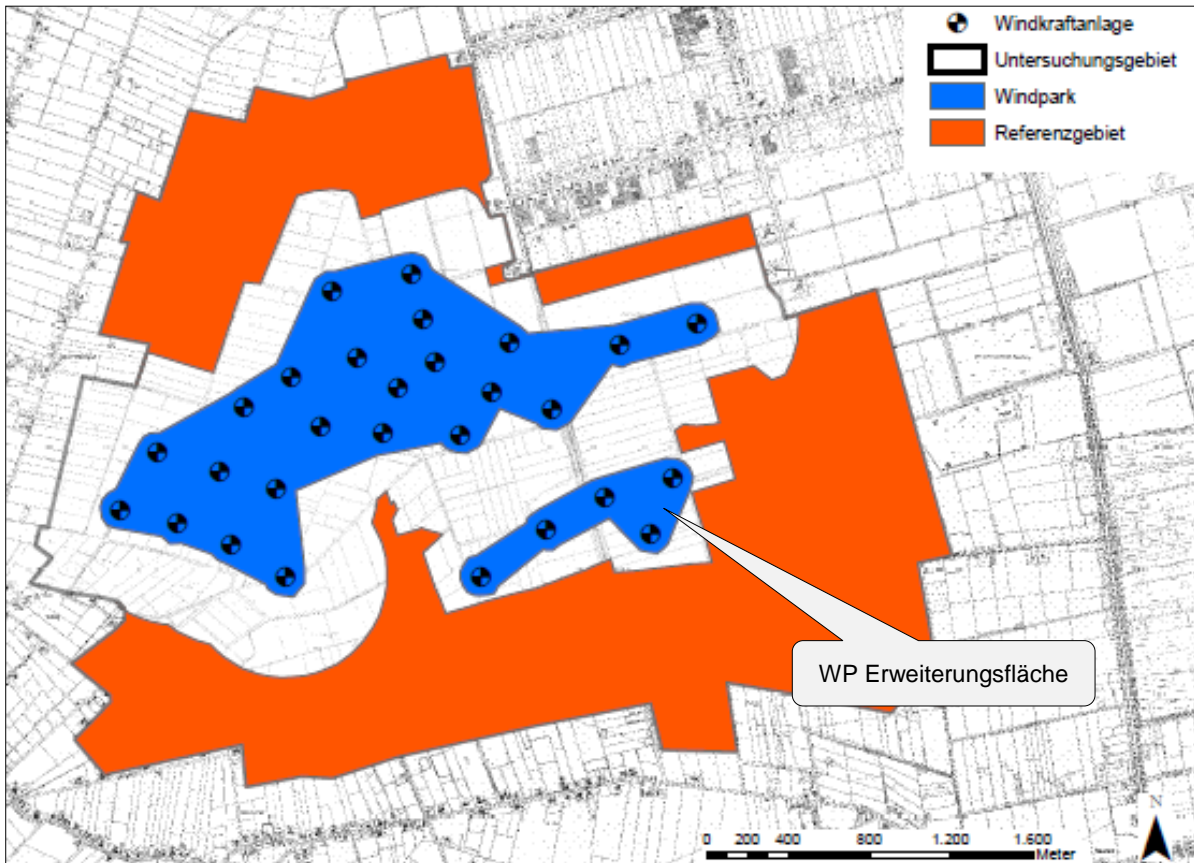 Windkraftanlage
Untersuchungsgebiet
Windpark
Referenzgebiet
WP Erweiterungsfläche
N
0 200 400 800 1.200 1.600
Meter